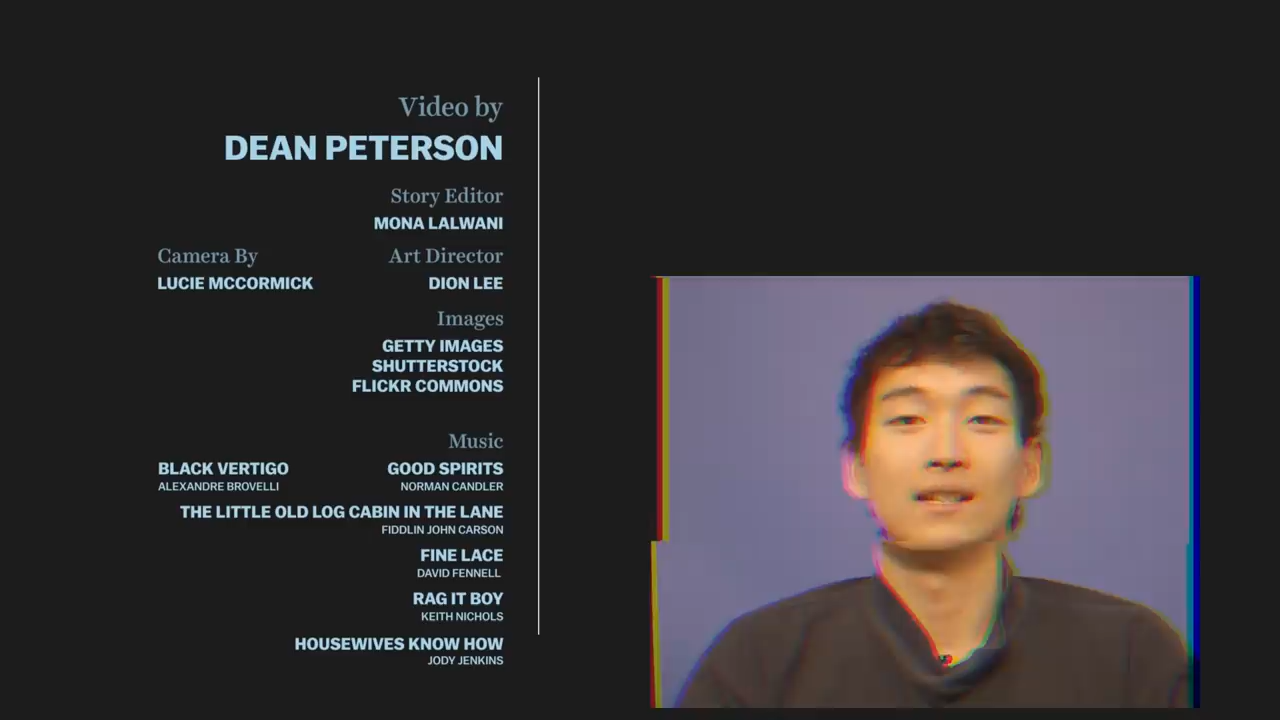 Video by
DEAN PETERSON
Story Editor
MONA LALWANI
Camera By
LUCIE MCCORMICK
Art Director
DION LEE
Images
GETTY IMAGES
SHUTTERSTOCK
FLICKR COMMONS
Music
BLACK VERTIGO
ALEXANDRE BROVELLI
GOOD SPIRITS
NORMAN CANDLER
THE LITTLE OLD LOG CABIN IN THE LANE
FIDDLIN JOHN CARSON
FINE LACE
DAVID FENNELL
RAG IT BOY
KEITH NICHOLS
HOUSEWIVES KNOW HOW
JODY JENKINS